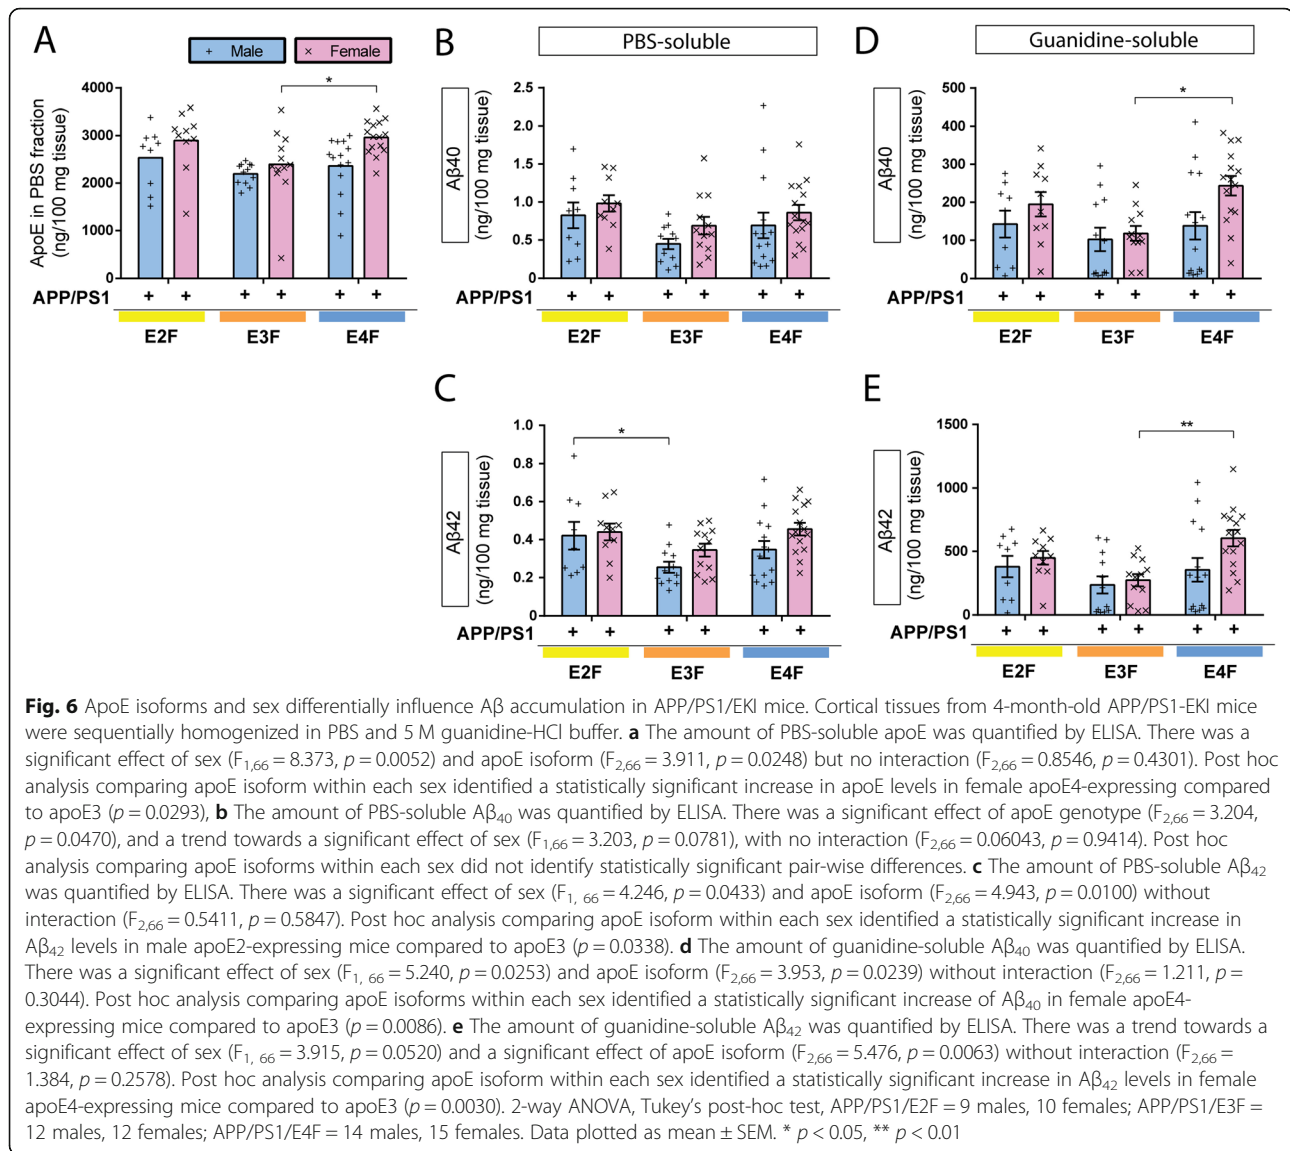 A
Male
Female
ApoE in PBS fraction
(ng/100 mg tissue)
4000
3000
2000
1000
0
*
APP/PS1
+ + + + + +
E2F E3F E4F
B
PBS-soluble
Aβ40
(ng/100 mg tissue)
2.5
2.0
1.5
1.0
0.5
0.0
APP/PS1
+ + + + + +
E2F E3F E4F
D
Guanidine-soluble
Aβ40
(ng/100 mg tissue)
500
400
300
200
100
0
*
APP/PS1
+ + + + + +
E2F E3F E4F
C
Aβ42
(ng/100 mg tissue)
1.0
0.8
0.6
0.4
0.2
0.0
*
APP/PS1
+ + + + + +
E2F E3F E4F
E
Aβ42
(ng/100 mg tissue)
1500
1000
500
0
**
APP/PS1
+ + + + + +
E2F E3F E4F
Fig. 6 ApoE isoforms and sex differentially influence Aβ accumulation in APP/PS1/EKI mice. Cortical tissues from 4-month-old APP/PS1-EKI mice
were sequentially homogenized in PBS and 5 M guanidine-HCl buffer. a The amount of PBS-soluble apoE was quantified by ELISA. There was a
significant effect of sex (F1,66 = 8.373, p = 0.0052) and apoE isoform (F2,66 = 3.911, p = 0.0248) but no interaction (F2,66 = 0.8546, p = 0.4301). Post hoc
analysis comparing apoE isoform within each sex identified a statistically significant increase in apoE levels in female apoE4-expressing compared
to apoE3 (p = 0.0293), b The amount of PBS-soluble Aβ40 was quantified by ELISA. There was a significant effect of apoE genotype (F2,66 = 3.204,
p = 0.0470), and a trend towards a significant effect of sex (F1,66 = 3.203, p = 0.0781), with no interaction (F2,66 = 0.06043, p = 0.9414). Post hoc
analysis comparing apoE isoforms within each sex did not identify statistically significant pair-wise differences. c The amount of PBS-soluble Aβ42
was quantified by ELISA. There was a significant effect of sex (F1, 66 = 4.246, p = 0.0433) and apoE isoform (F2,66 = 4.943, p = 0.0100) without
interaction (F2,66 = 0.5411, p = 0.5847). Post hoc analysis comparing apoE isoform within each sex identified a statistically significant increase in
Aβ42 levels in male apoE2-expressing mice compared to apoE3 (p = 0.0338). d The amount of guanidine-soluble Aβ40 was quantified by ELISA.
There was a significant effect of sex (F1, 66 = 5.240, p = 0.0253) and apoE isoform (F2,66 = 3.953, p = 0.0239) without interaction (F2,66 = 1.211, p =
0.3044). Post hoc analysis comparing apoE isoforms within each sex identified a statistically significant increase of Aβ40 in female apoE4-
expressing mice compared to apoE3 (p = 0.0086). e The amount of guanidine-soluble Aβ42 was quantified by ELISA. There was a trend towards a
significant effect of sex (F1, 66 = 3.915, p = 0.0520) and a significant effect of apoE isoform (F2,66 = 5.476, p = 0.0063) without interaction (F2,66 =
1.384, p = 0.2578). Post hoc analysis comparing apoE isoform within each sex identified a statistically significant increase in Aβ42 levels in female
apoE4-expressing mice compared to apoE3 (p = 0.0030). 2-way ANOVA, Tukey's post-hoc test, APP/PS1/E2F = 9 males, 10 females; APP/PS1/E3F =
12 males, 12 females; APP/PS1/E4F = 14 males, 15 females. Data plotted as mean ± SEM. * p < 0.05, ** p < 0.01